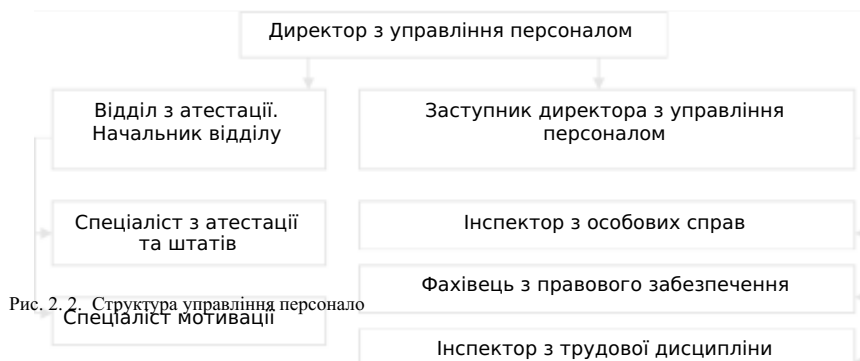 Директор з управління персоналом
Відділ з атестації.
Начальник відділу
Заступник директора з управління
персоналом
Спеціаліст з атестації
та штатів
Інспектор з особових справ
Фахівець з правового забезпечення
Рис. 2. 2. Структура управління персонало
Спеціаліст мотивації
Інспектор з трудової дисципліни